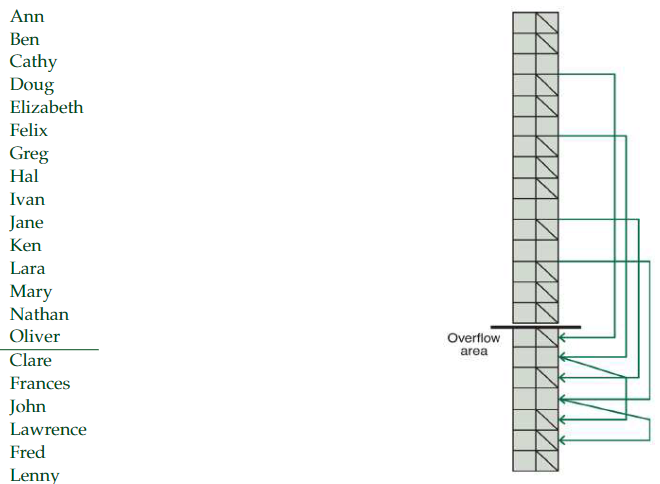 Ann
Ben
Cathy
Doug
Elizabeth
Felix
Greg
Hal
Ivan
Jane
Ken
Lara
Mary
Nathan
Oliver
Clare
Frances
John
Lawrence
Fred
Lenny
Overflow
area